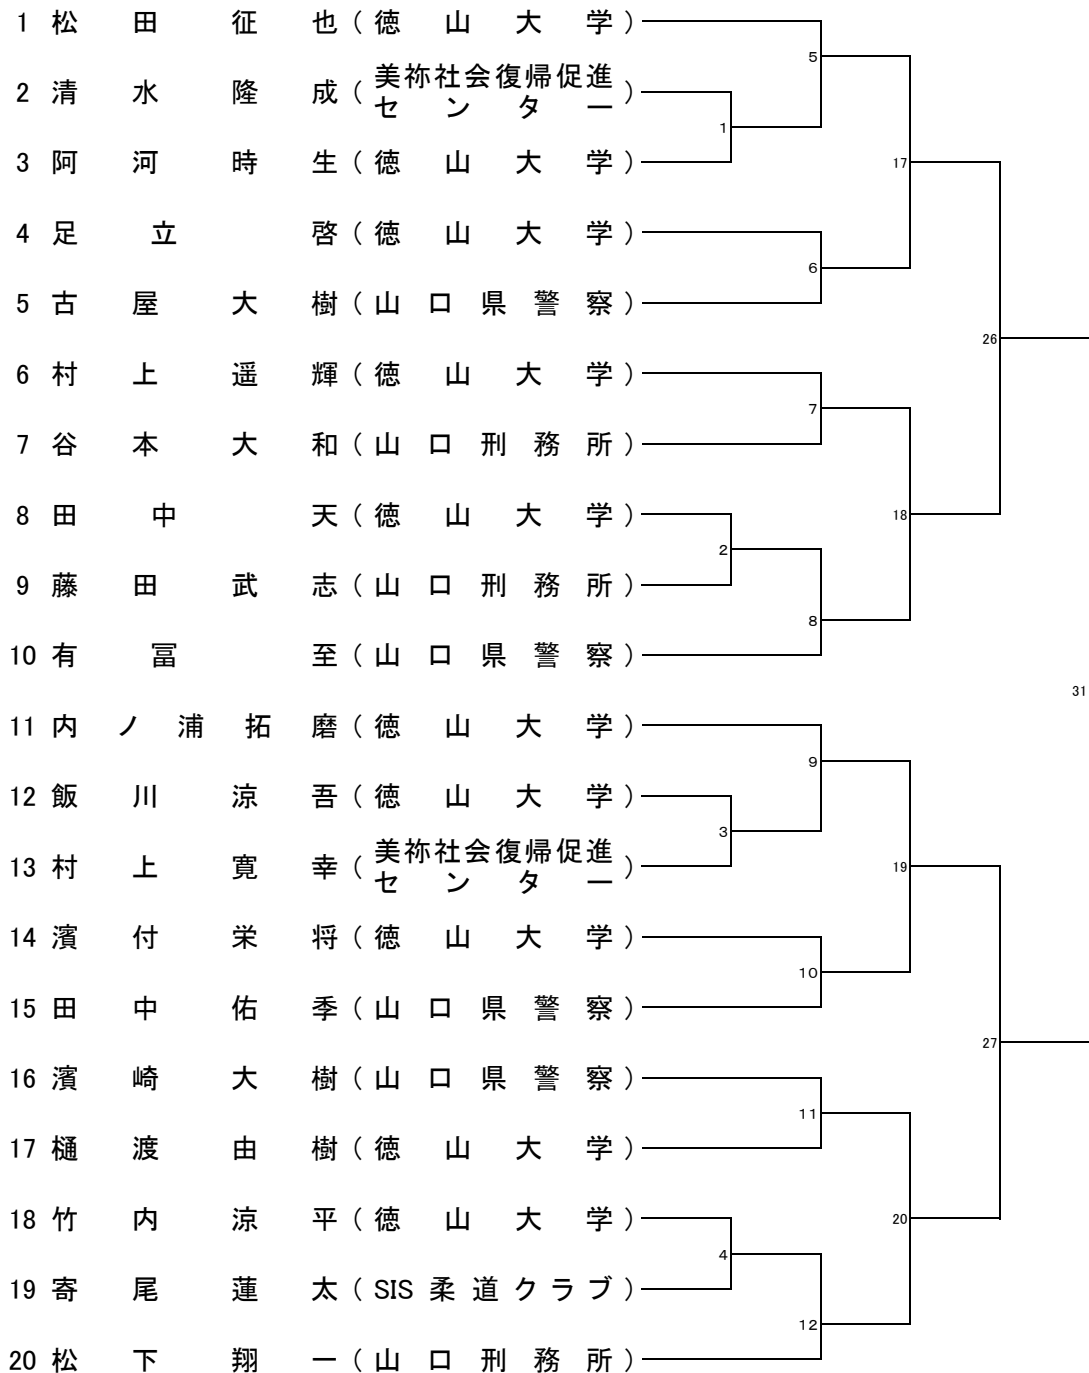 1 松田征也（徳山大学）
5
2 清水隆成（美祢社会復帰促進センター）
1
3 阿河時生（徳山大学）
17
4 足立啓（徳山大学）
6
5 古屋大樹（山口県警察）
26
6 村上遥輝（徳山大学）
7
7 谷本大和（山口刑務所）
8 田中天（徳山大学）
18
2
9 藤田武志（山口刑務所）
8
10 有冨至（山口県警察）
31
11 内ノ浦拓磨（徳山大学）
9
12 飯川涼吾（徳山大学）
3
13 村上寛幸（美祢社会復帰促進センター）
19
14 濱付栄将（徳山大学）
10
15 田中佑季（山口県警察）
27
16 濱崎大樹（山口県警察）
11
17 樋渡由樹（徳山大学）
18 竹内涼平（徳山大学）
20
4
19 寄尾蓮太（SIS柔道クラブ）
12
20 松下翔一（山口刑務所）